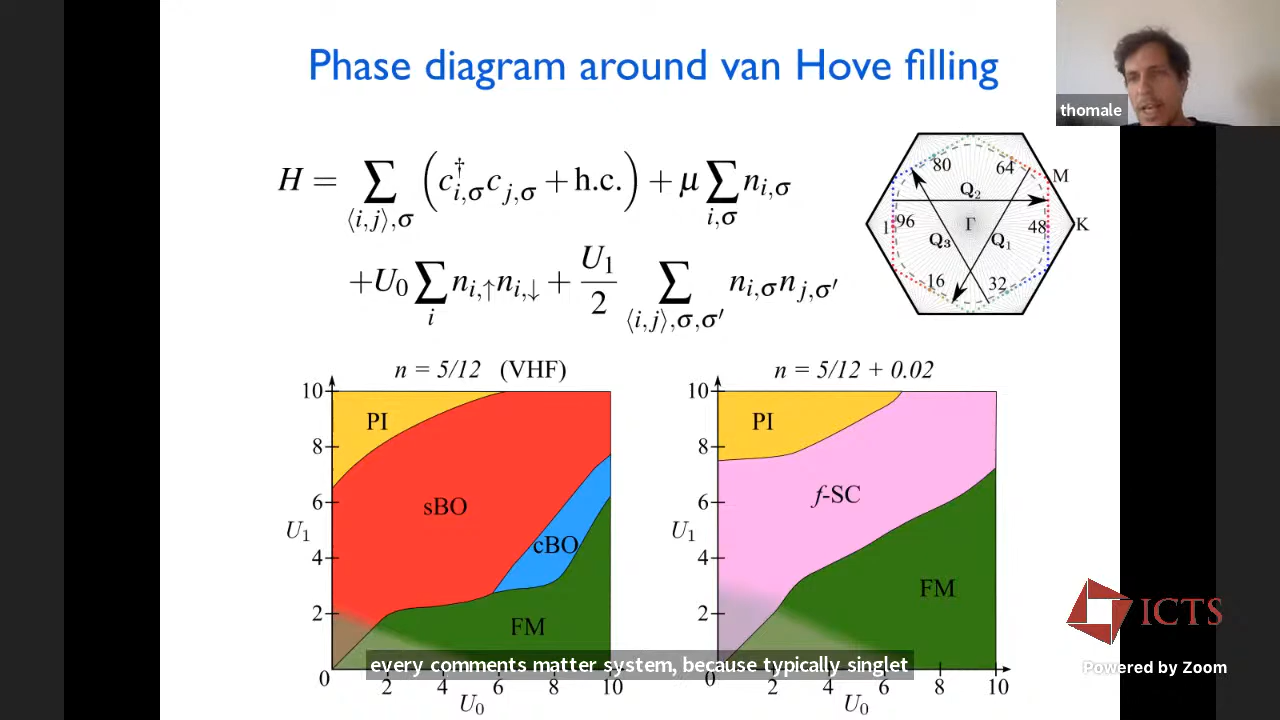 Phase diagram around van Hove filling
thomale
H = ∑⟨i,j⟩,σ (c†i,σ cj,σ + h.c.) + μ ∑i,σ ni,σ
+U0 ∑i ni,↑ni,↓ + U1/2 ∑⟨i,j⟩,σ,σ′ ni,σnj,σ′
80
64
M
Q2
1
96
Γ
48
K
Q3
Q1
16
32
n = 5/12 (VHF)
10
8
6
4
2
0
U1
PI
sBO
cBO
FM
2
4
6
8
10
U0
n = 5/12 + 0.02
10
8
6
4
2
0
U1
PI
f-SC
FM
2
4
6
8
10
U0
ICTS
every comments matter system, because typically singlet
Powered by Zoom